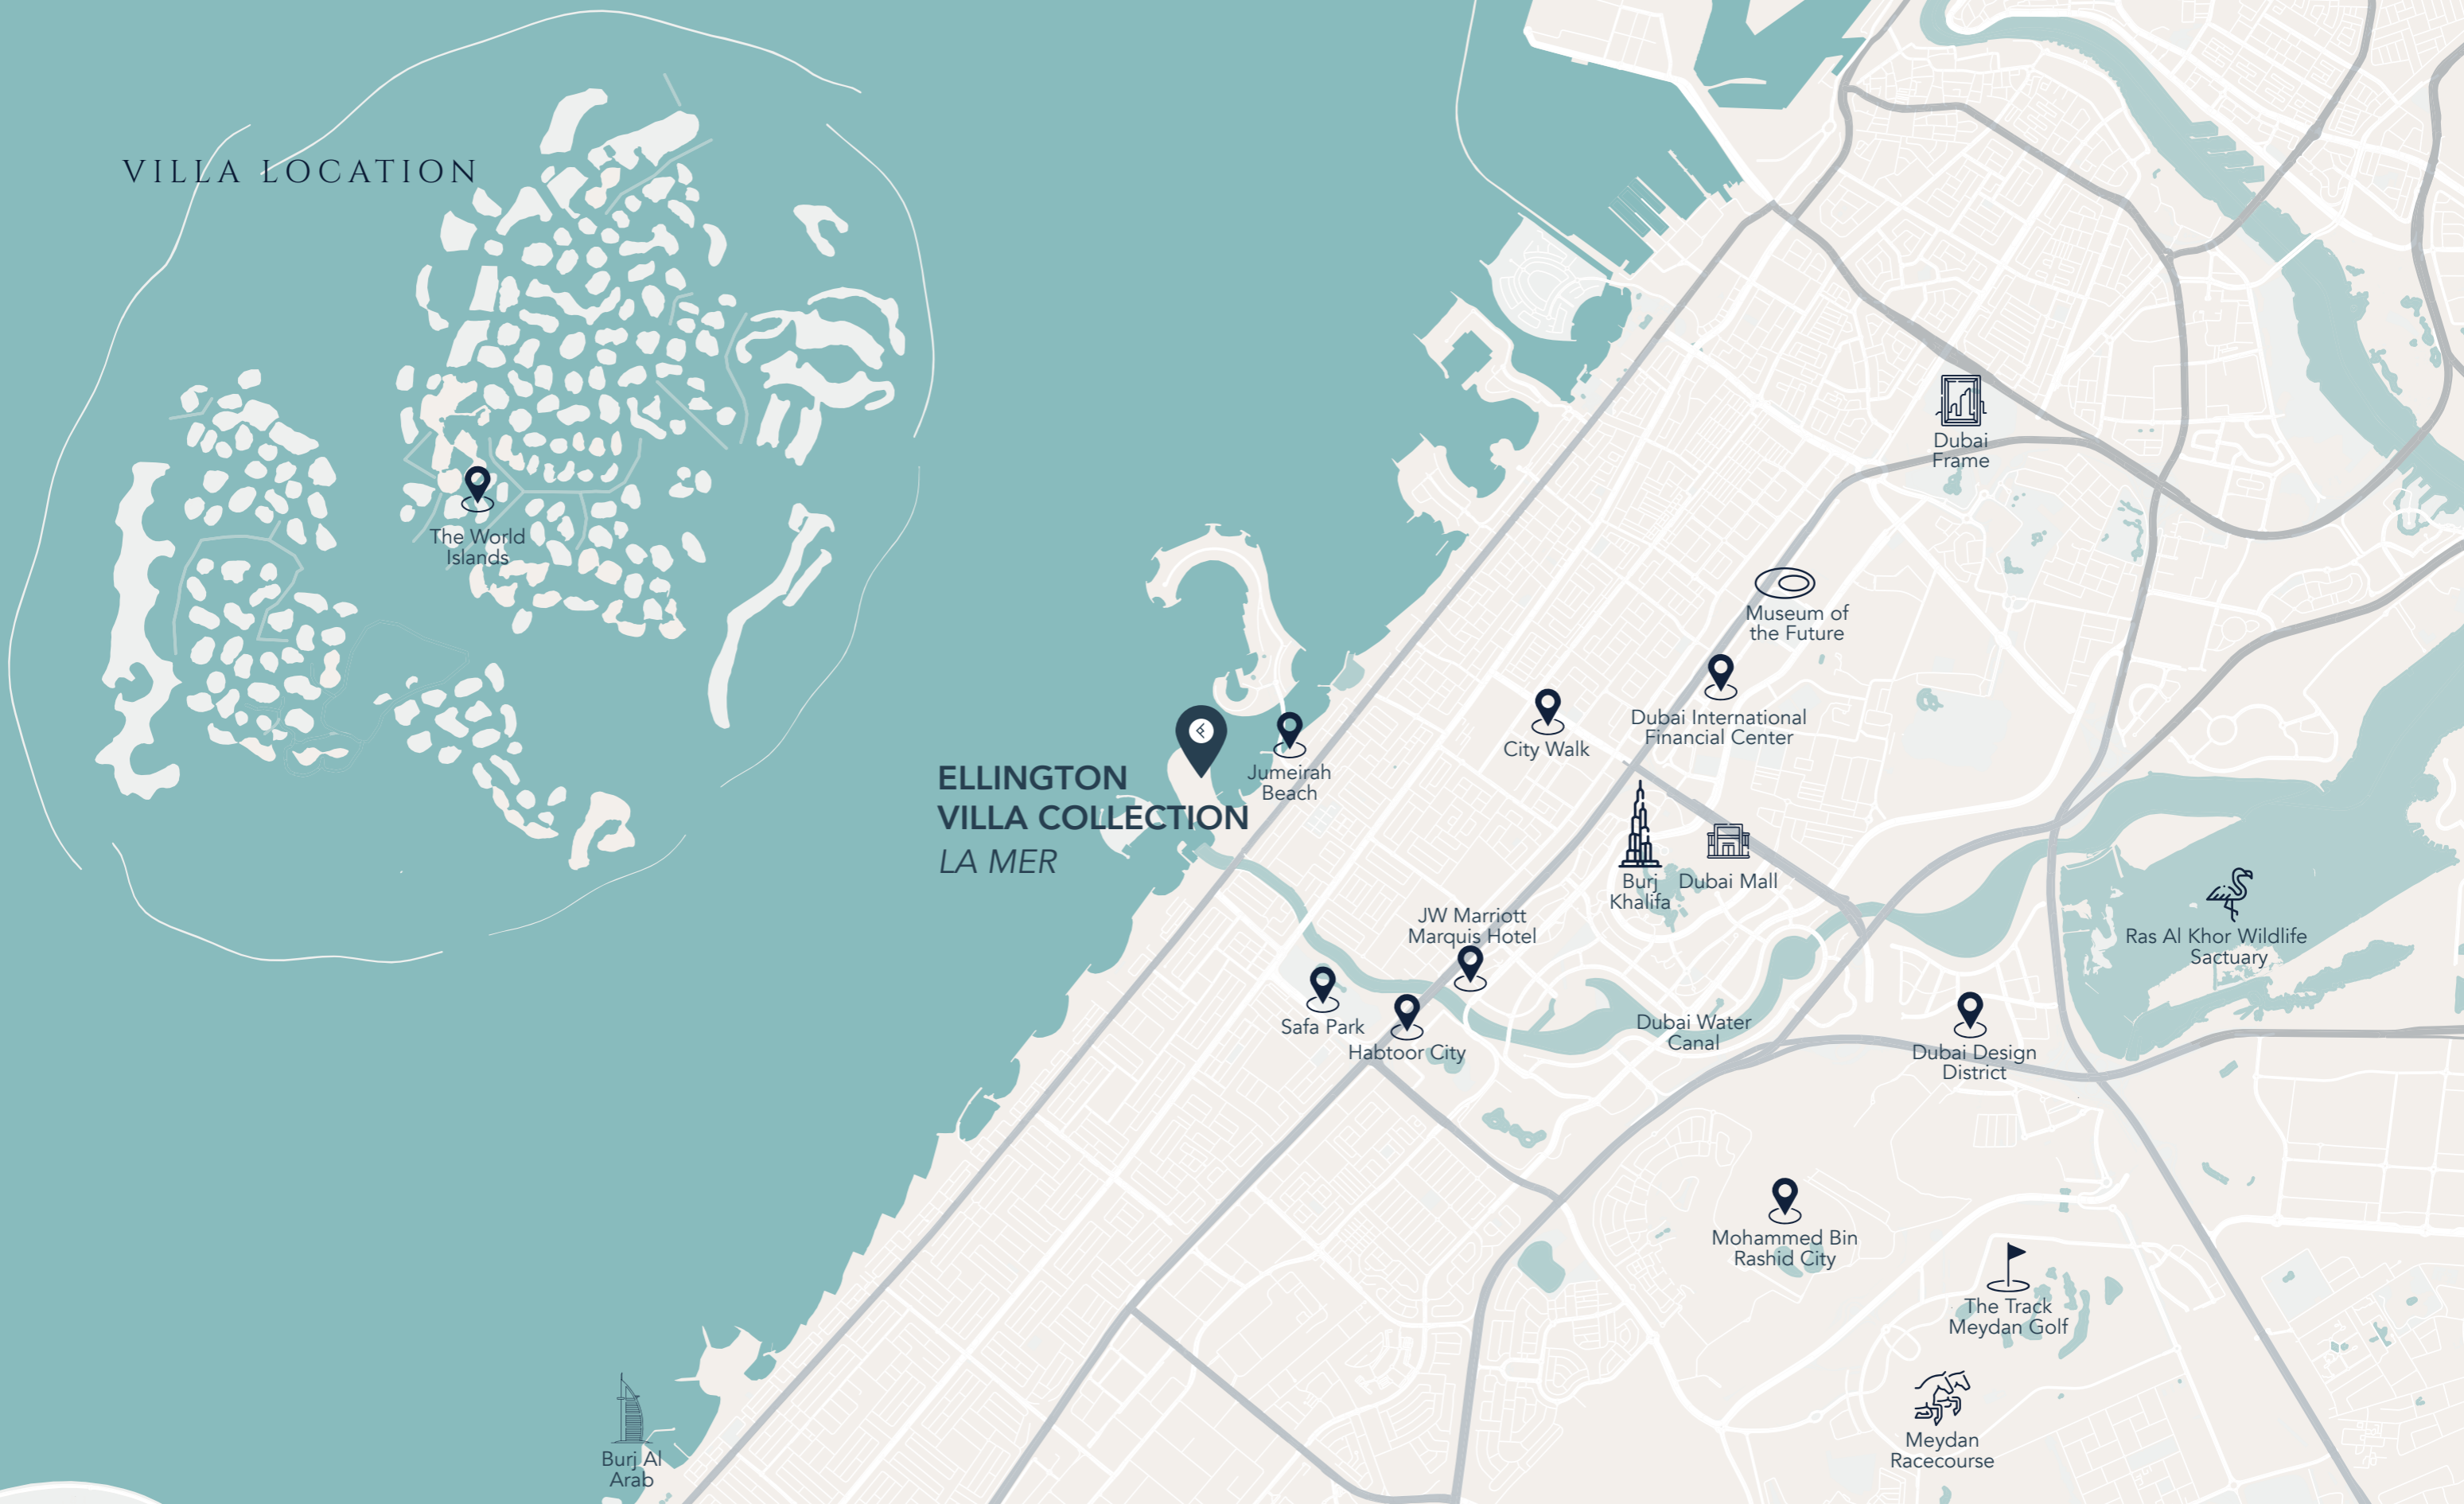 VILLA LOCATION
The World
Islands
ELLINGTON
VILLA COLLECTION
LA MER
Jumeirah
Beach
Dubai
Frame
Museum of
the Future
Dubai International
Financial Center
City Walk
Burj
Khalifa
Dubai Mall
JW Marriott
Marquis Hotel
Safa Park
Habtoor City
Dubai Water
Canal
Ras Al Khor Wildlife
Sactuary
Dubai Design
District
Mohammed Bin
Rashid City
The Track
Meydan Golf
Meydan
Racecourse
Burj Al
Arab